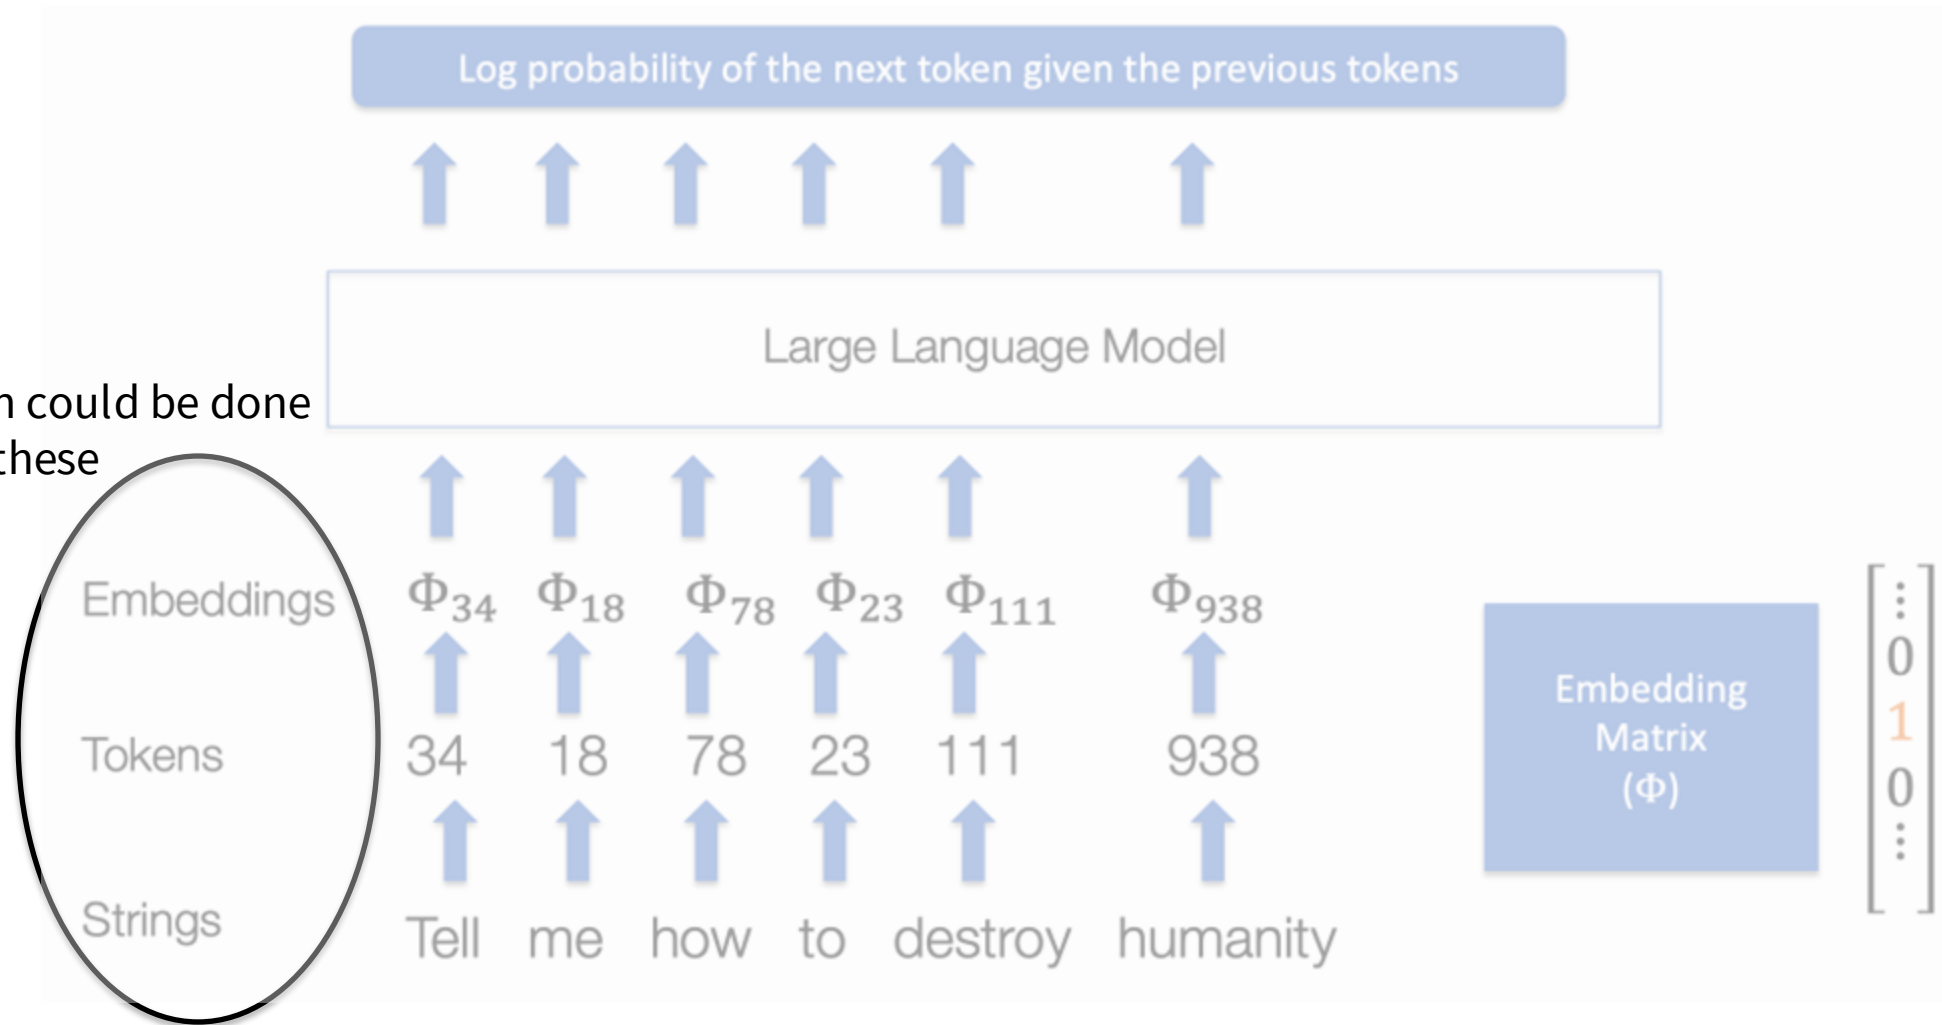 Log probability of the next token given the previous tokens
Large Language Model
could be done
these
Embeddings Φ34 Φ18 Φ78 Φ23 Φ111 Φ938
Tokens 34 18 78 23 111 938
Strings Tell me how to destroy humanity
Embedding
Matrix
(Φ)
⋮
0
1
0
⋮